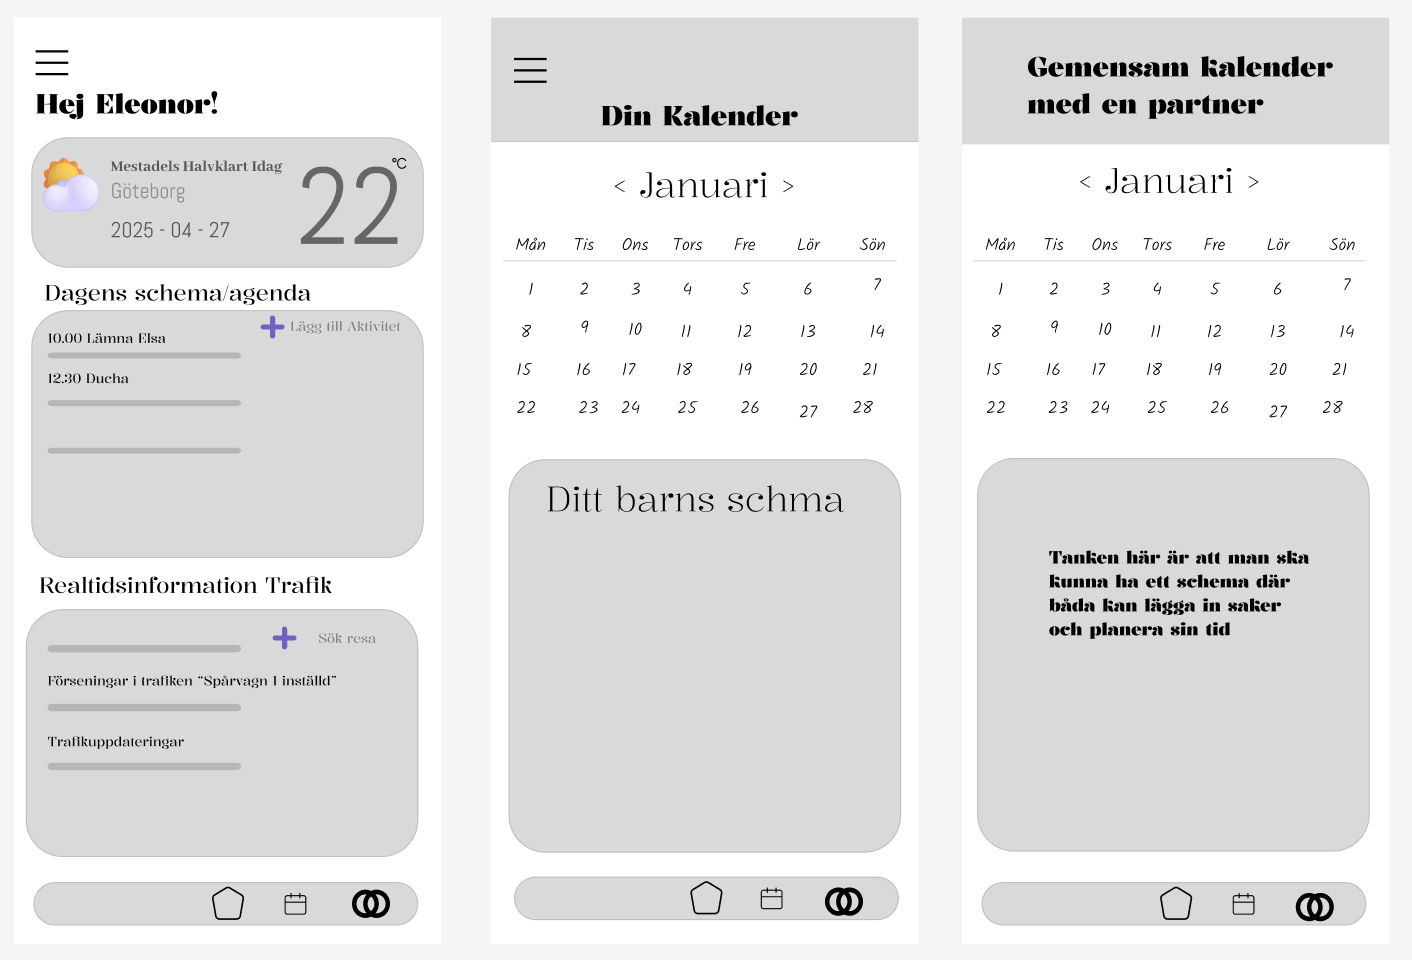 Hej Eleonor!
Mestadels Halvklart Idag
Göteborg
2025 - 04 - 27
22 °C
Dagens schema/agenda
Lägg till Aktivitet
10.00 Lämna Elsa
12.30 Ducha
Realtidsinformation Trafik
Sök resa
Förseningar i trafiken “Spårvagn 1 inställd”
Trafikuppdateringar
Din Kalender
< Januari >
Mån Tis Ons Tors Fre Lör Sön
1 2 3 4 5 6 7
8 9 10 11 12 13 14
15 16 17 18 19 20 21
22 23 24 25 26 27 28
Ditt barns schma
Gemensam kalender
med en partner
< Januari >
Mån Tis Ons Tors Fre Lör Sön
1 2 3 4 5 6 7
8 9 10 11 12 13 14
15 16 17 18 19 20 21
22 23 24 25 26 27 28
Tanken här är att man ska
kunna ha ett schema där
båda kan lägga in saker
och planera sin tid